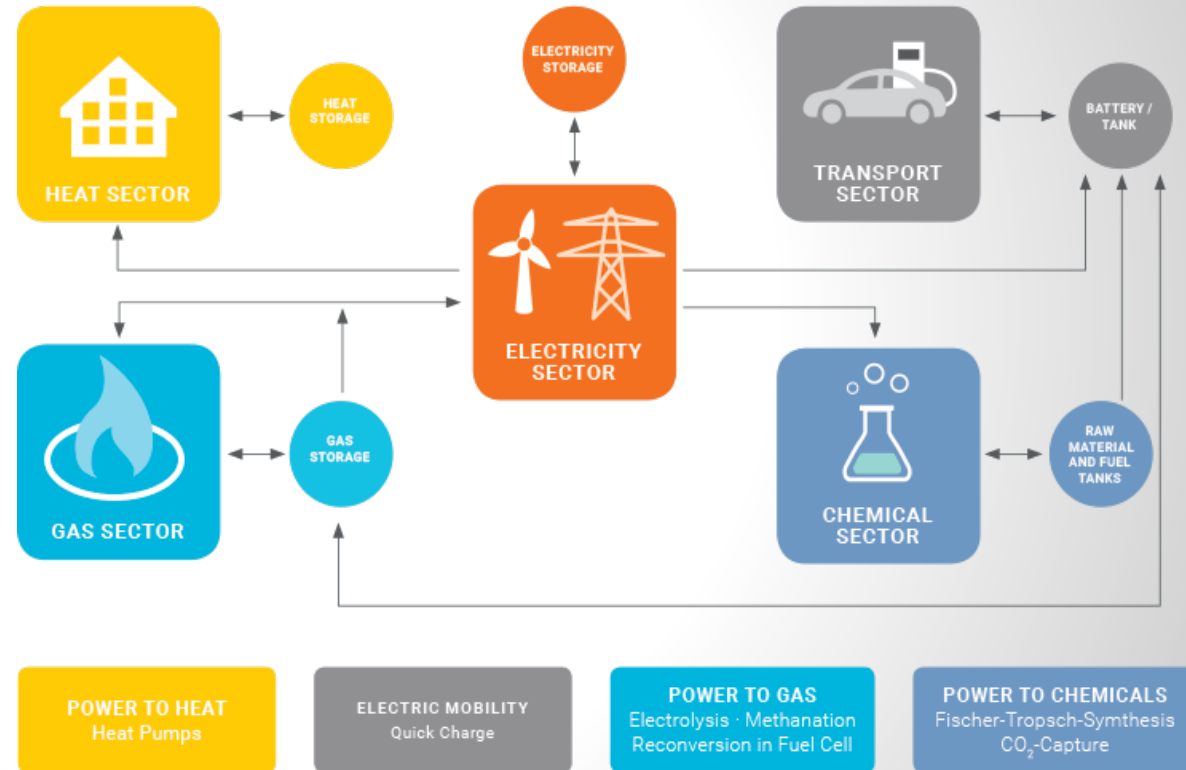 HEAT SECTOR
HEAT
STORAGE
ELECTRICITY
STORAGE
TRANSPORT
SECTOR
BATTERY /
TANK
ELECTRICITY
SECTOR
GAS SECTOR
GAS
STORAGE
CHEMICAL
SECTOR
RAW
MATERIAL
AND FUEL
TANKS
POWER TO HEAT
Heat Pumps
ELECTRIC MOBILITY
Quick Charge
POWER TO GAS
Electrolysis · Methanation
Reconversion in Fuel Cell
POWER TO CHEMICALS
Fischer-Tropsch-Symthesis
CO₂-Capture